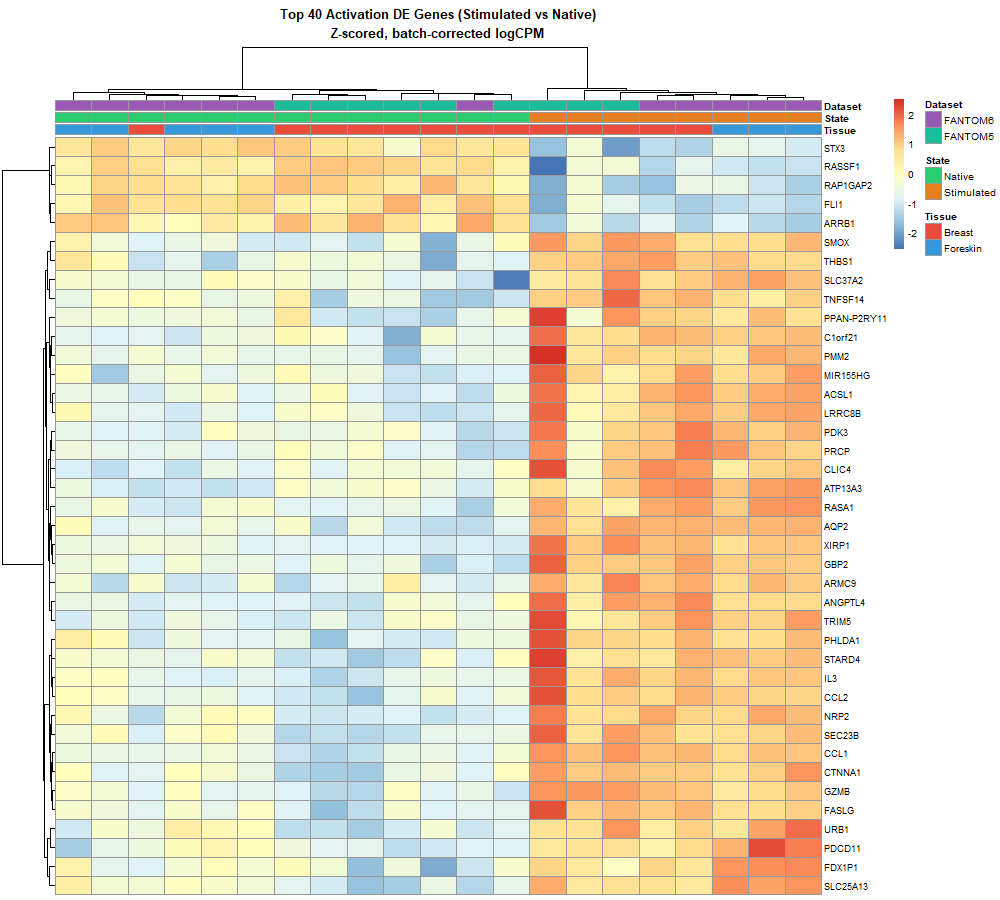 Top 40 Activation DE Genes (Stimulated vs Native)
Z-scored, batch-corrected logCPM
Dataset
State
Tissue
STX3
RASSF1
RAP1GAP2
FLI1
ARRB1
SMOX
THBS1
SLC37A2
TNFSF14
PPAN-P2RY11
C1orf21
PMM2
MIR155HG
ACSL1
LRRC8B
PDK3
PRCP
CLIC4
ATP13A3
RASA1
AQP2
XIRP1
GBP2
ARMC9
ANGPTL4
TRIM5
PHLDA1
STARD4
IL3
CCL2
NRP2
SEC23B
CCL1
CTNNA1
GZMB
FASLG
URB1
PDCD11
FDX1P1
SLC25A13
2
1
0
-1
-2
Dataset
FANTOM6
FANTOM5
State
Native
Stimulated
Tissue
Breast
Foreskin